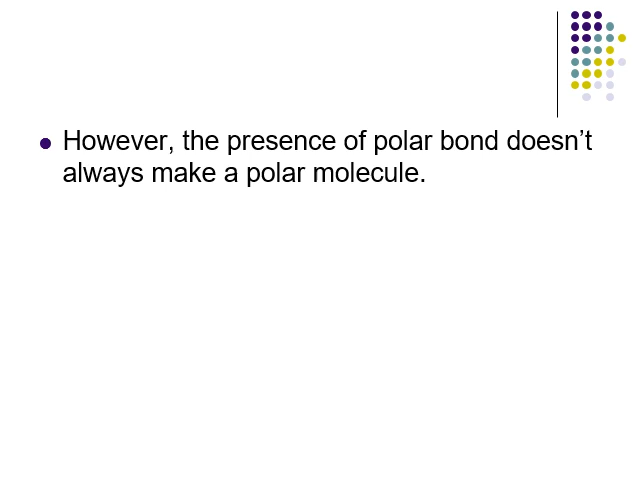 However, the presence of polar bond doesn’t
always make a polar molecule.